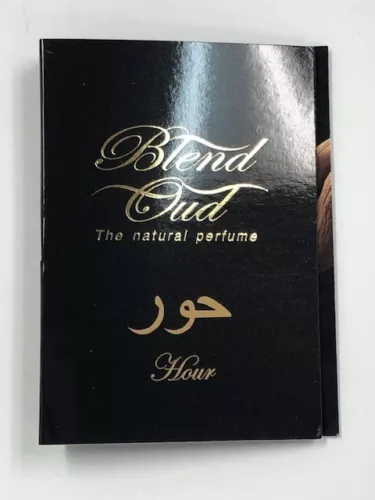 Blend
Oud
The natural perfume
حور
Hour